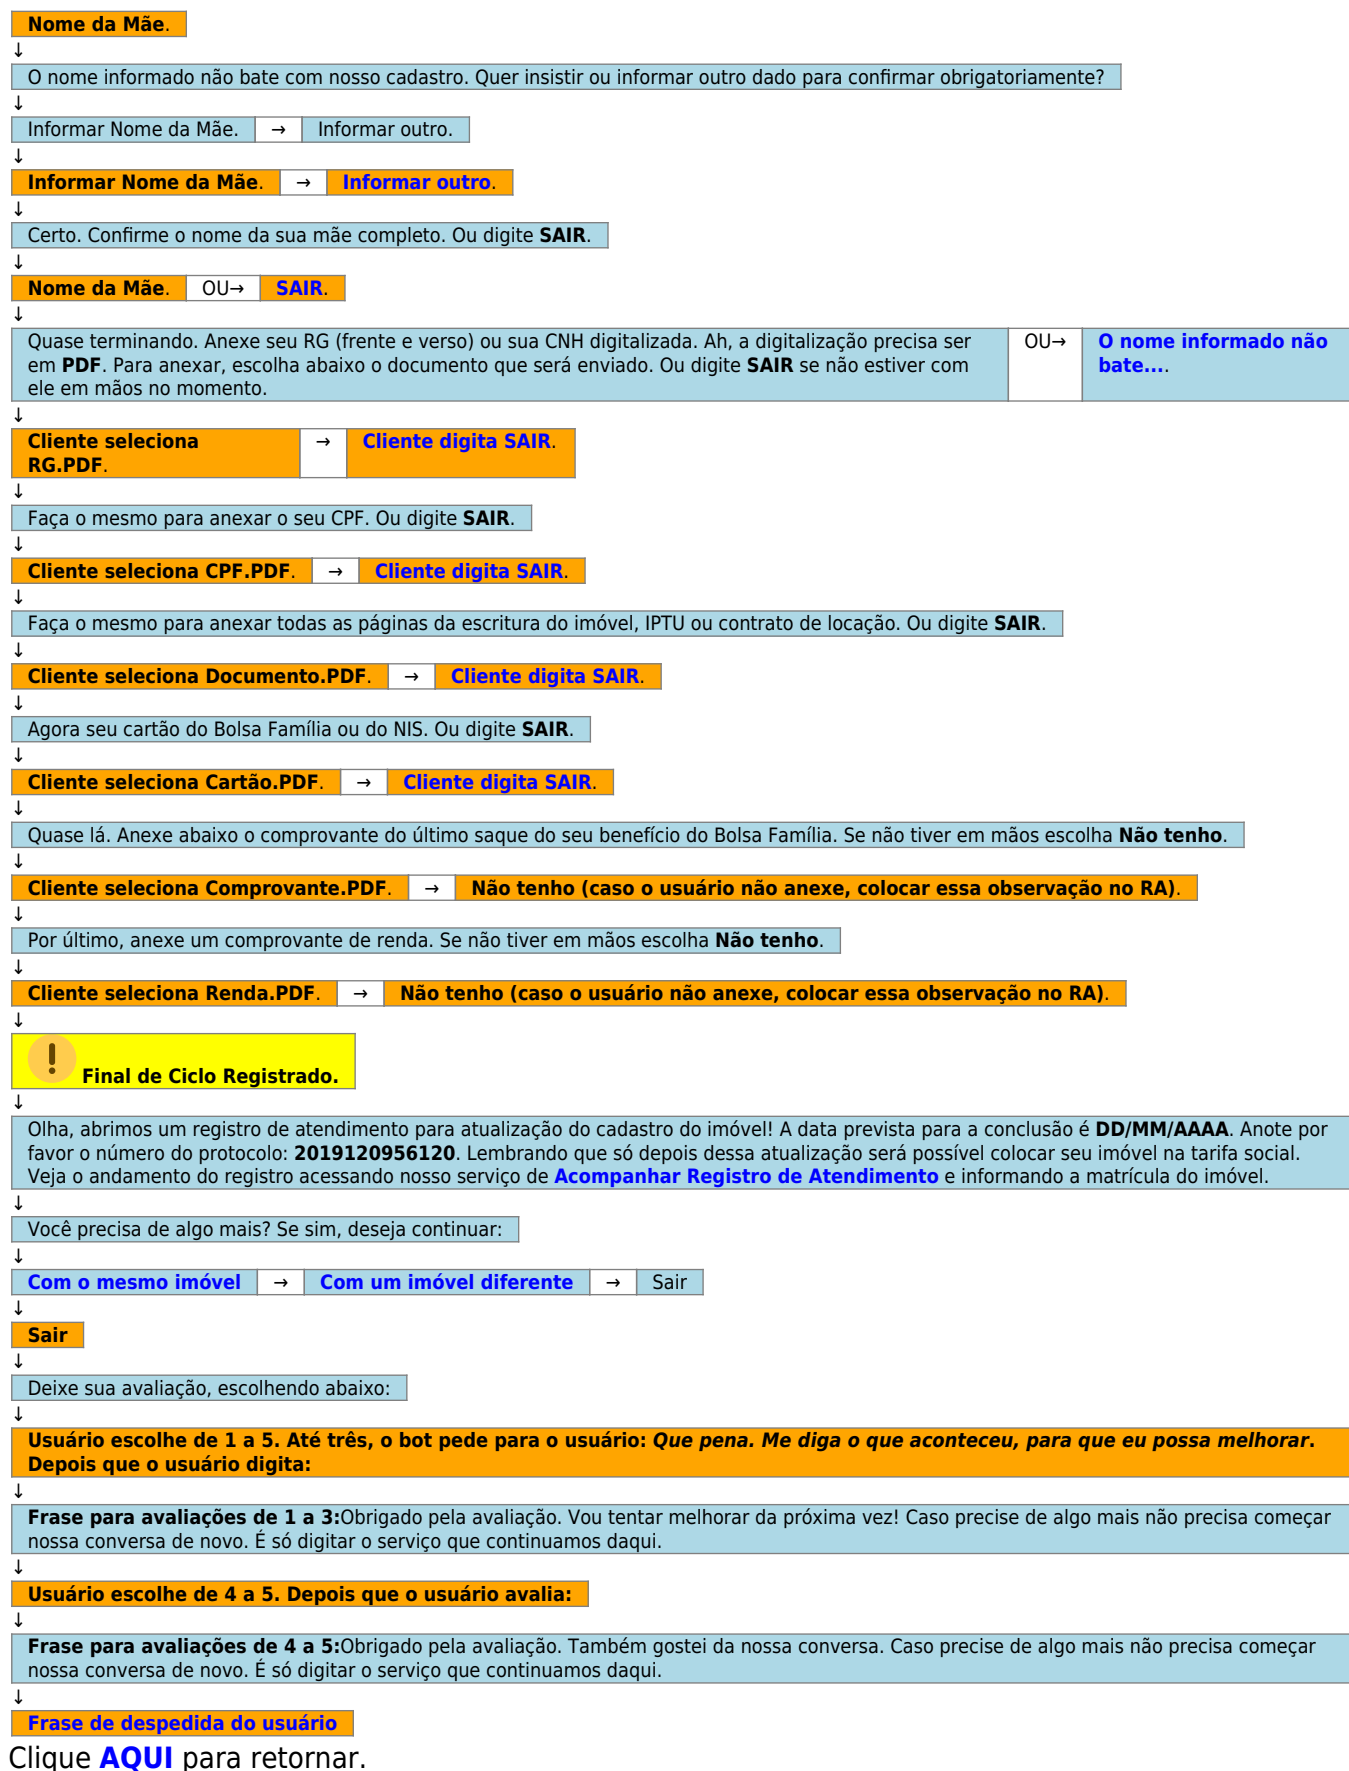 Nome da Mãe.
↓
O nome informado não bate com nosso cadastro. Quer insistir ou informar outro dado para confirmar obrigatoriamente?
↓
Informar Nome da Mãe. → Informar outro.
↓
Informar Nome da Mãe. → Informar outro.
↓
Certo. Confirme o nome da sua mãe completo. Ou digite SAIR.
↓
Nome da Mãe. OU→ SAIR.
↓
Quase terminando. Anexe seu RG (frente e verso) ou sua CNH digitalizada. Ah, a digitalização precisa ser
em PDF. Para anexar, escolha abaixo o documento que será enviado. Ou digite SAIR se não estiver com
ele em mãos no momento.
OU→
O nome informado não
bate....
↓
Cliente seleciona
RG.PDF.
→
Cliente digita SAIR.
↓
Faça o mesmo para anexar o seu CPF. Ou digite SAIR.
↓
Cliente seleciona CPF.PDF. → Cliente digita SAIR.
↓
Faça o mesmo para anexar todas as páginas da escritura do imóvel, IPTU ou contrato de locação. Ou digite SAIR.
↓
Cliente seleciona Documento.PDF. → Cliente digita SAIR.
↓
Agora seu cartão do Bolsa Família ou do NIS. Ou digite SAIR.
↓
Cliente seleciona Cartão.PDF. → Cliente digita SAIR.
↓
Quase lá. Anexe abaixo o comprovante do último saque do seu benefício do Bolsa Família. Se não tiver em mãos escolha Não tenho.
↓
Cliente seleciona Comprovante.PDF. → Não tenho (caso o usuário não anexe, colocar essa observação no RA).
↓
Por último, anexe um comprovante de renda. Se não tiver em mãos escolha Não tenho.
↓
Cliente seleciona Renda.PDF. → Não tenho (caso o usuário não anexe, colocar essa observação no RA).
↓
! Final de Ciclo Registrado.
↓
Olha, abrimos um registro de atendimento para atualização do cadastro do imóvel! A data prevista para a conclusão é DD/MM/AAAA. Anote por
favor o número do protocolo: 2019120956120. Lembrando que só depois dessa atualização será possível colocar seu imóvel na tarifa social.
Veja o andamento do registro acessando nosso serviço de Acompanhar Registro de Atendimento e informando a matrícula do imóvel.
↓
Você precisa de algo mais? Se sim, deseja continuar:
↓
Com o mesmo imóvel → Com um imóvel diferente → Sair
↓
Sair
↓
Deixe sua avaliação, escolhendo abaixo:
↓
Usuário escolhe de 1 a 5. Até três, o bot pede para o usuário: Que pena. Me diga o que aconteceu, para que eu possa melhorar.
Depois que o usuário digita:
↓
Frase para avaliações de 1 a 3:Obrigado pela avaliação. Vou tentar melhorar da próxima vez! Caso precise de algo mais não precisa começar
nossa conversa de novo. É só digitar o serviço que continuamos daqui.
↓
Usuário escolhe de 4 a 5. Depois que o usuário avalia:
↓
Frase para avaliações de 4 a 5:Obrigado pela avaliação. Também gostei da nossa conversa. Caso precise de algo mais não precisa começar
nossa conversa de novo. É só digitar o serviço que continuamos daqui.
↓
Frase de despedida do usuário
Clique AQUI para retornar.